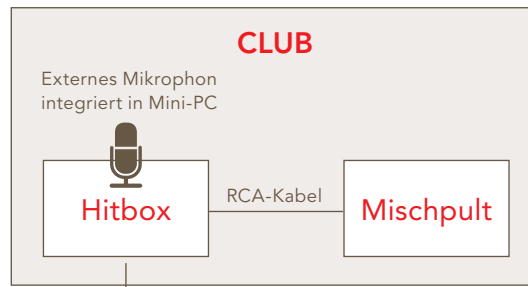 CLUB
Externes Mikrophon
integriert in Mini-PC
Hitbox
RCA-Kabel
Mischpult